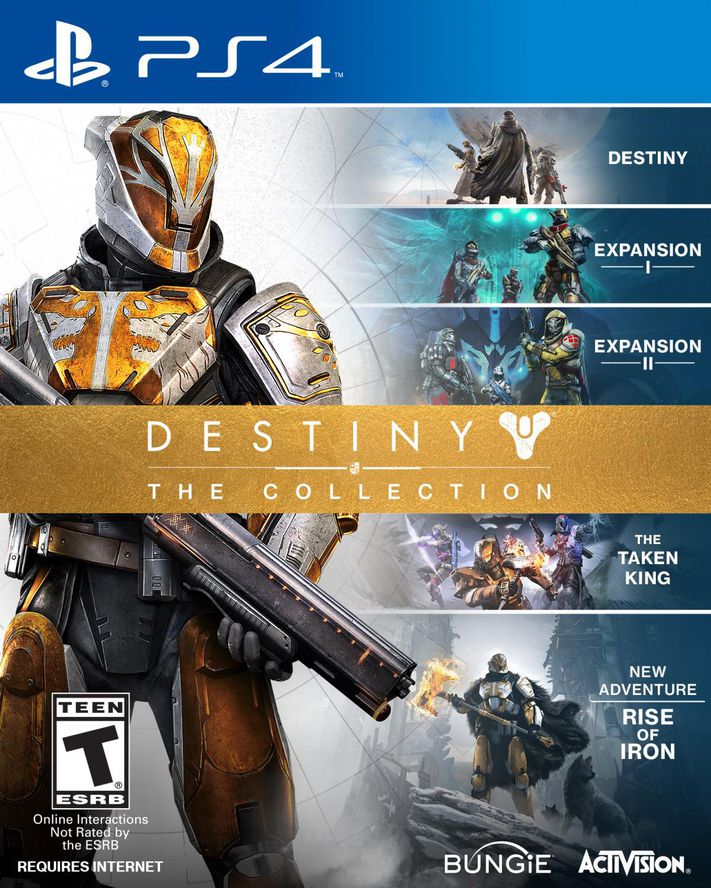 PS4™
DESTINY
EXPANSION
I
EXPANSION
II
DESTINY
THE COLLECTION
THE
TAKEN
KING
NEW
ADVENTURE
RISE
OF
IRON
TEEN
T
®
ESRB
Online Interactions
Not Rated by
the ESRB
REQUIRES INTERNET
BUNGiE
ACTIVISION®